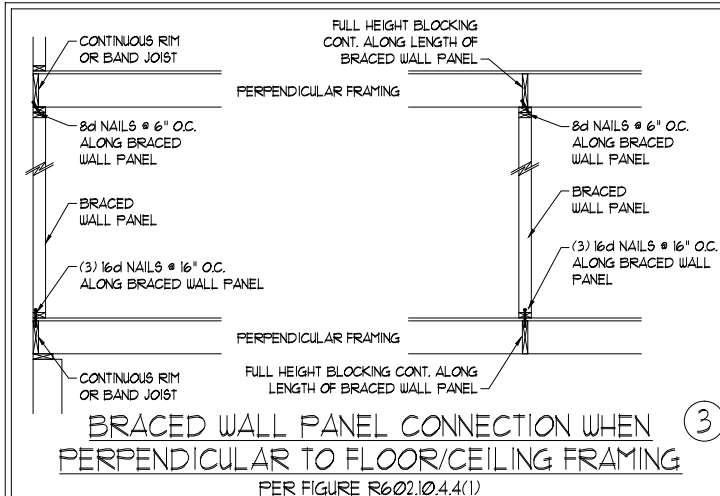 CONTINUOUS RIM
OR BAND JOIST
FULL HEIGHT BLOCKING
CONT. ALONG LENGTH OF
BRACED WALL PANEL
PERPENDICULAR FRAMING
8d NAILS @ 6" O.C.
ALONG BRACED
WALL PANEL
8d NAILS @ 6" O.C.
ALONG BRACED
WALL PANEL
BRACED
WALL PANEL
BRACED
WALL PANEL
(3) 16d NAILS @ 16" O.C.
ALONG BRACED WALL PANEL
(3) 16d NAILS @ 16" O.C.
ALONG BRACED WALL
PANEL
PERPENDICULAR FRAMING
CONTINUOUS RIM
OR BAND JOIST
FULL HEIGHT BLOCKING CONT. ALONG
LENGTH OF BRACED WALL PANEL
BRACED WALL PANEL CONNECTION WHEN
PERPENDICULAR TO FLOOR/CEILING FRAMING
PER FIGURE R602.10.4.4(1)
3